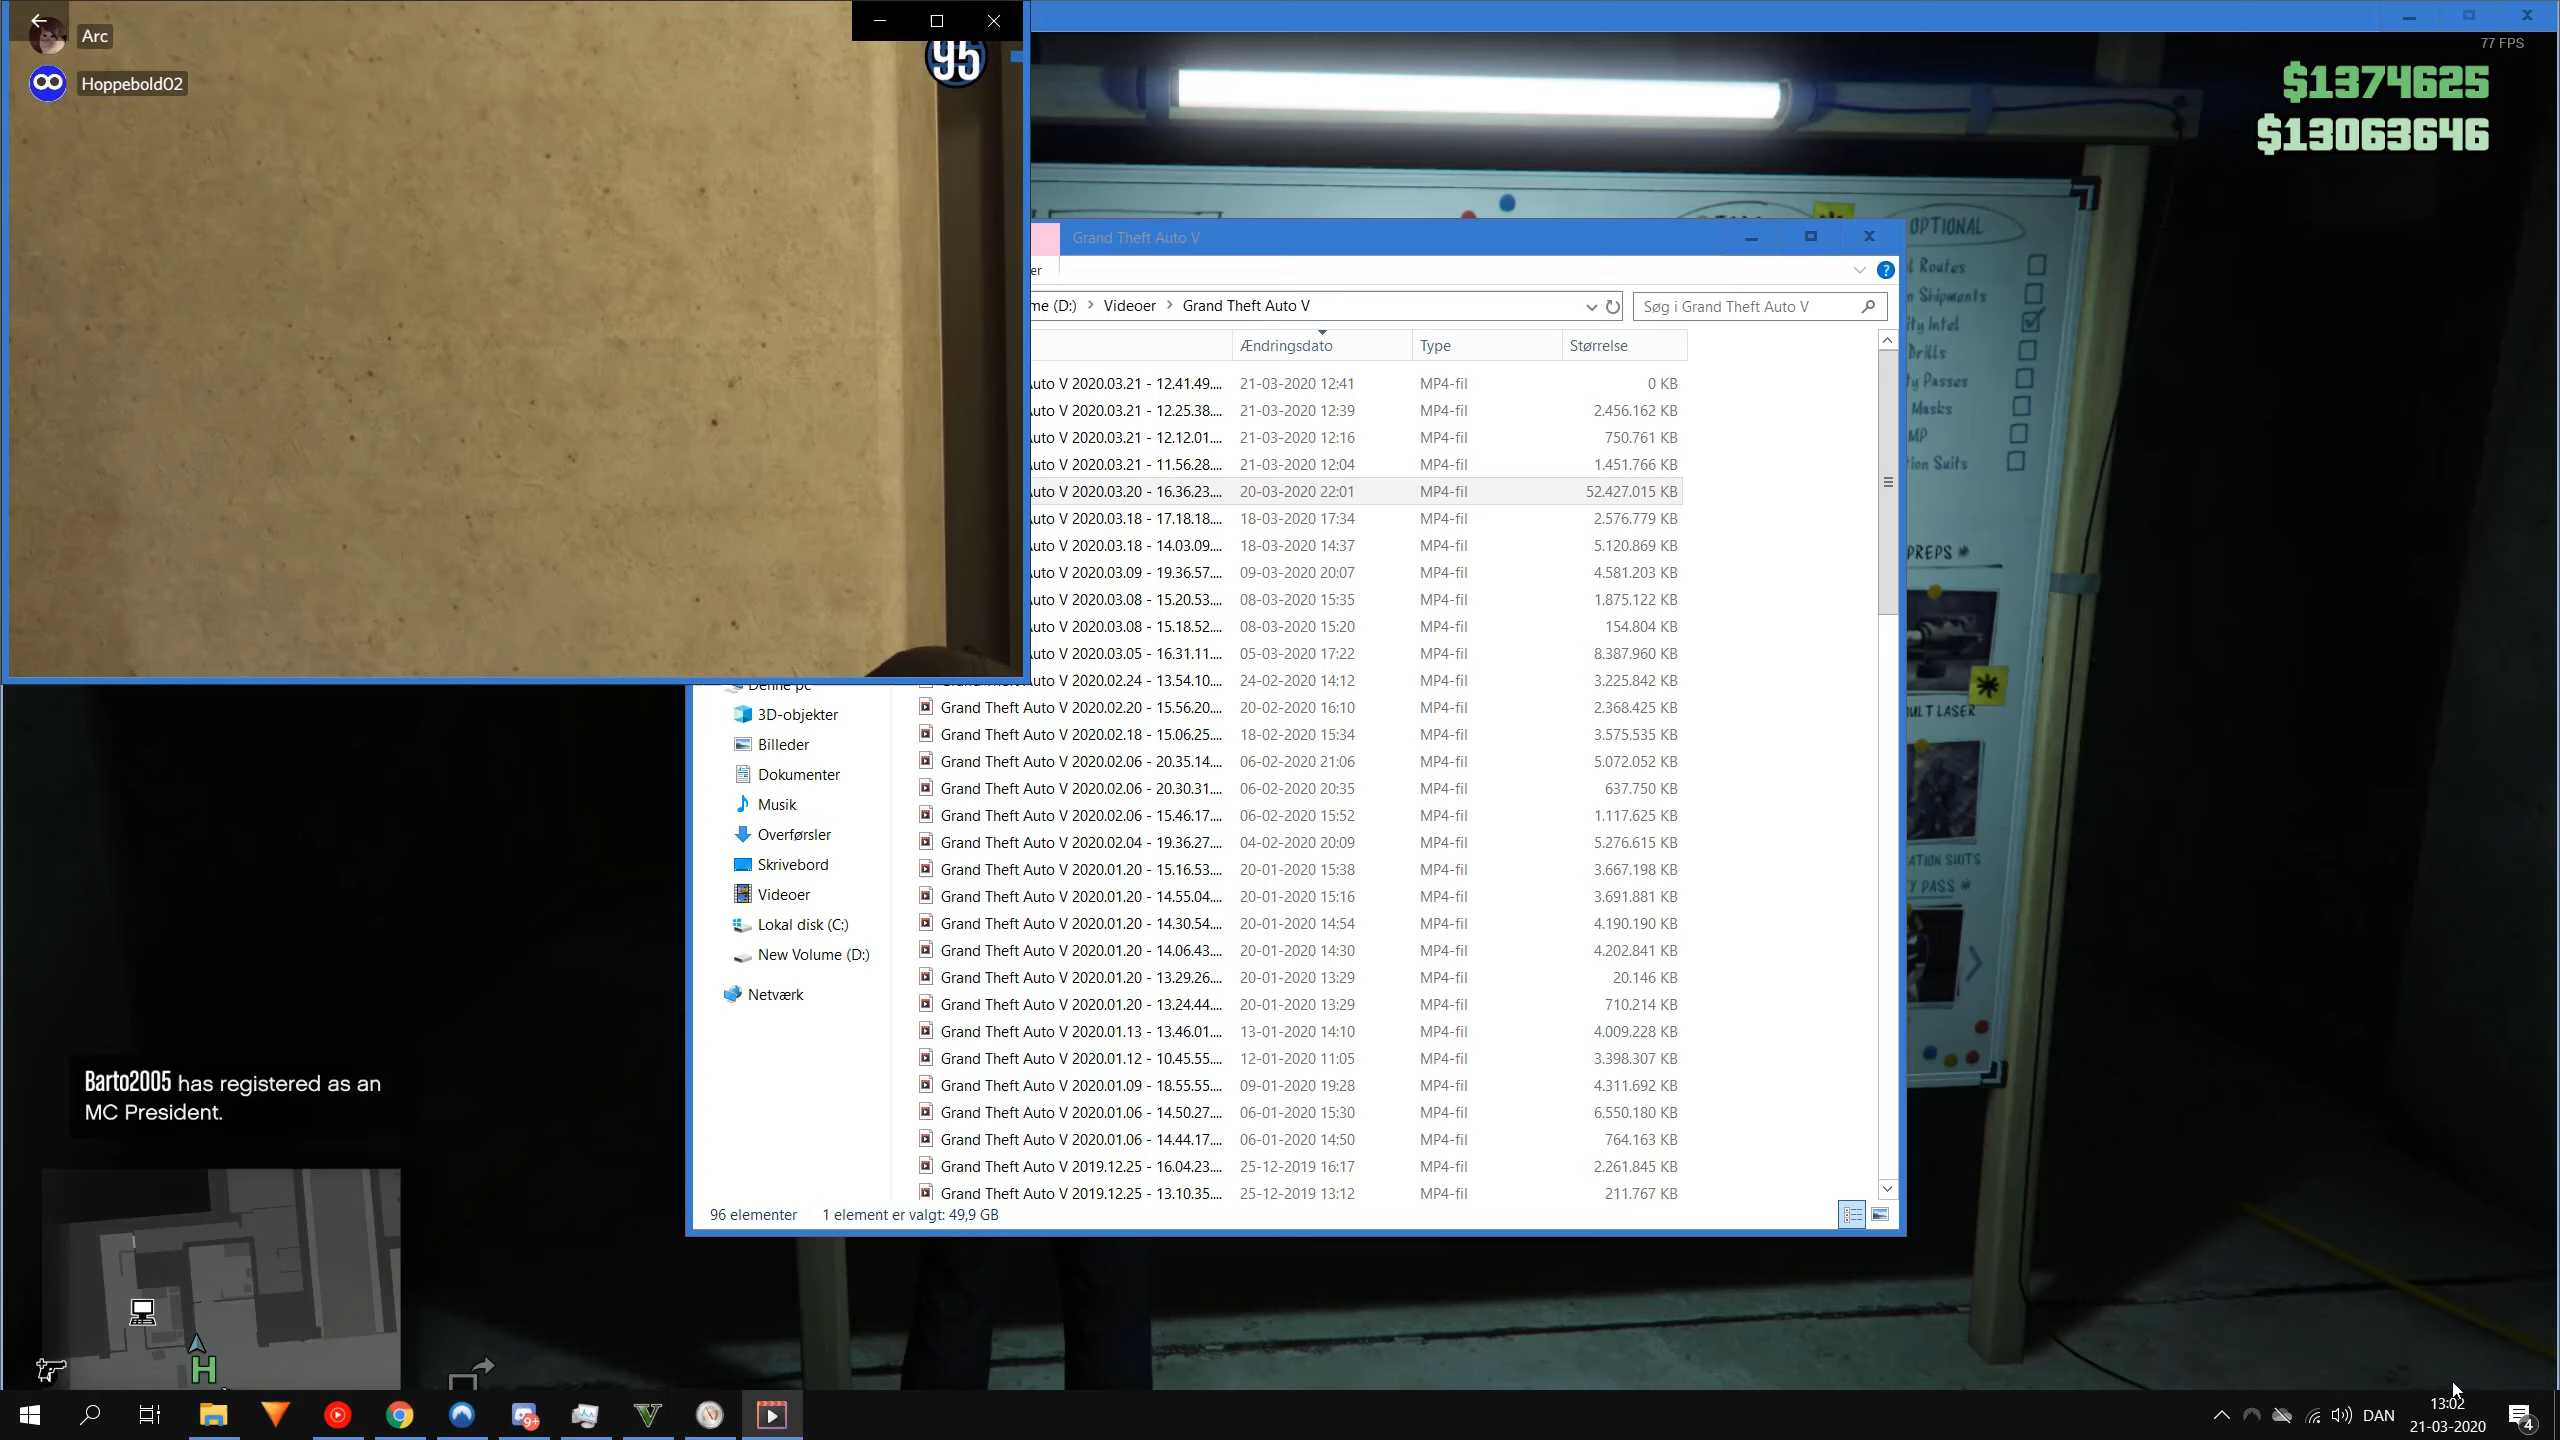 Arc
Hoppebold02
95
77 FPS
$1374625
$13063646
OPTIONAL
Routes
Shipments
Intel
Drills
Passes
Masks
MP
Suits
PREPS *
LASER
SUITS
PASS *
Grand Theft Auto V
er
me (D:) > Videoer > Grand Theft Auto V
Søg i Grand Theft Auto V
Ændringsdato Type Størrelse
Auto V 2020.03.21 - 12.41.49.... 21-03-2020 12:41 MP4-fil 0 KB
Auto V 2020.03.21 - 12.25.38.... 21-03-2020 12:39 MP4-fil 2.456.162 KB
Auto V 2020.03.21 - 12.12.01.... 21-03-2020 12:16 MP4-fil 750.761 KB
Auto V 2020.03.21 - 11.56.28.... 21-03-2020 12:04 MP4-fil 1.451.766 KB
Auto V 2020.03.20 - 16.36.23.... 20-03-2020 22:01 MP4-fil 52.427.015 KB
Auto V 2020.03.18 - 17.18.18.... 18-03-2020 17:34 MP4-fil 2.576.779 KB
Auto V 2020.03.18 - 14.03.09.... 18-03-2020 14:37 MP4-fil 5.120.869 KB
Auto V 2020.03.09 - 19.36.57.... 09-03-2020 20:07 MP4-fil 4.581.203 KB
Auto V 2020.03.08 - 15.20.53.... 08-03-2020 15:35 MP4-fil 1.875.122 KB
Auto V 2020.03.08 - 15.18.52.... 08-03-2020 15:20 MP4-fil 154.804 KB
Auto V 2020.03.05 - 16.31.11.... 05-03-2020 17:22 MP4-fil 8.387.960 KB
Auto V 2020.02.24 - 13.54.10.... 24-02-2020 14:12 MP4-fil 3.225.842 KB
Grand Theft Auto V 2020.02.20 - 15.56.20.... 20-02-2020 16:10 MP4-fil 2.368.425 KB
Grand Theft Auto V 2020.02.18 - 15.06.25.... 18-02-2020 15:34 MP4-fil 3.575.535 KB
Grand Theft Auto V 2020.02.06 - 20.35.14.... 06-02-2020 21:06 MP4-fil 5.072.052 KB
Grand Theft Auto V 2020.02.06 - 20.30.31.... 06-02-2020 20:35 MP4-fil 637.750 KB
Grand Theft Auto V 2020.02.06 - 15.46.17.... 06-02-2020 15:52 MP4-fil 1.117.625 KB
Grand Theft Auto V 2020.02.04 - 19.36.27.... 04-02-2020 20:09 MP4-fil 5.276.615 KB
Grand Theft Auto V 2020.01.20 - 15.16.53.... 20-01-2020 15:38 MP4-fil 3.667.198 KB
Grand Theft Auto V 2020.01.20 - 14.55.04.... 20-01-2020 15:16 MP4-fil 3.691.881 KB
Grand Theft Auto V 2020.01.20 - 14.30.54.... 20-01-2020 14:54 MP4-fil 4.190.190 KB
Grand Theft Auto V 2020.01.20 - 14.06.43.... 20-01-2020 14:30 MP4-fil 4.202.841 KB
Grand Theft Auto V 2020.01.20 - 13.29.26.... 20-01-2020 13:29 MP4-fil 20.146 KB
Grand Theft Auto V 2020.01.20 - 13.24.44.... 20-01-2020 13:29 MP4-fil 710.214 KB
Grand Theft Auto V 2020.01.13 - 13.46.01.... 13-01-2020 14:10 MP4-fil 4.009.228 KB
Grand Theft Auto V 2020.01.12 - 10.45.55.... 12-01-2020 11:05 MP4-fil 3.398.307 KB
Grand Theft Auto V 2020.01.09 - 18.55.55.... 09-01-2020 19:28 MP4-fil 4.311.692 KB
Grand Theft Auto V 2020.01.06 - 14.50.27.... 06-01-2020 15:30 MP4-fil 6.550.180 KB
Grand Theft Auto V 2020.01.06 - 14.44.17.... 06-01-2020 14:50 MP4-fil 764.163 KB
Grand Theft Auto V 2019.12.25 - 16.04.23.... 25-12-2019 16:17 MP4-fil 2.261.845 KB
Grand Theft Auto V 2019.12.25 - 13.10.35.... 25-12-2019 13:12 MP4-fil 211.767 KB
Denne pc
3D-objekter
Billeder
Dokumenter
Musik
Overførsler
Skrivebord
Videoer
Lokal disk (C:)
New Volume (D:)
Netværk
96 elementer 1 element er valgt: 49,9 GB
Barto2005 has registered as an
MC President.
H
9+
DAN
13:02
21-03-2020
4